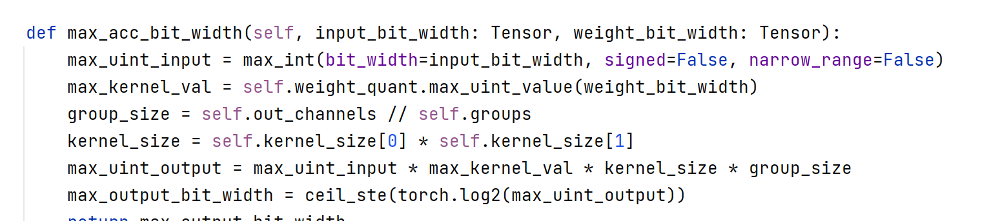 def max_acc_bit_width(self, input_bit_width: Tensor, weight_bit_width: Tensor):
    max_uint_input = max_int(bit_width=input_bit_width, signed=False, narrow_range=False)
    max_kernel_val = self.weight_quant.max_uint_value(weight_bit_width)
    group_size = self.out_channels // self.groups
    kernel_size = self.kernel_size[0] * self.kernel_size[1]
    max_uint_output = max_uint_input * max_kernel_val * kernel_size * group_size
    max_output_bit_width = ceil_ste(torch.log2(max_uint_output))
    return max_output_bit_width